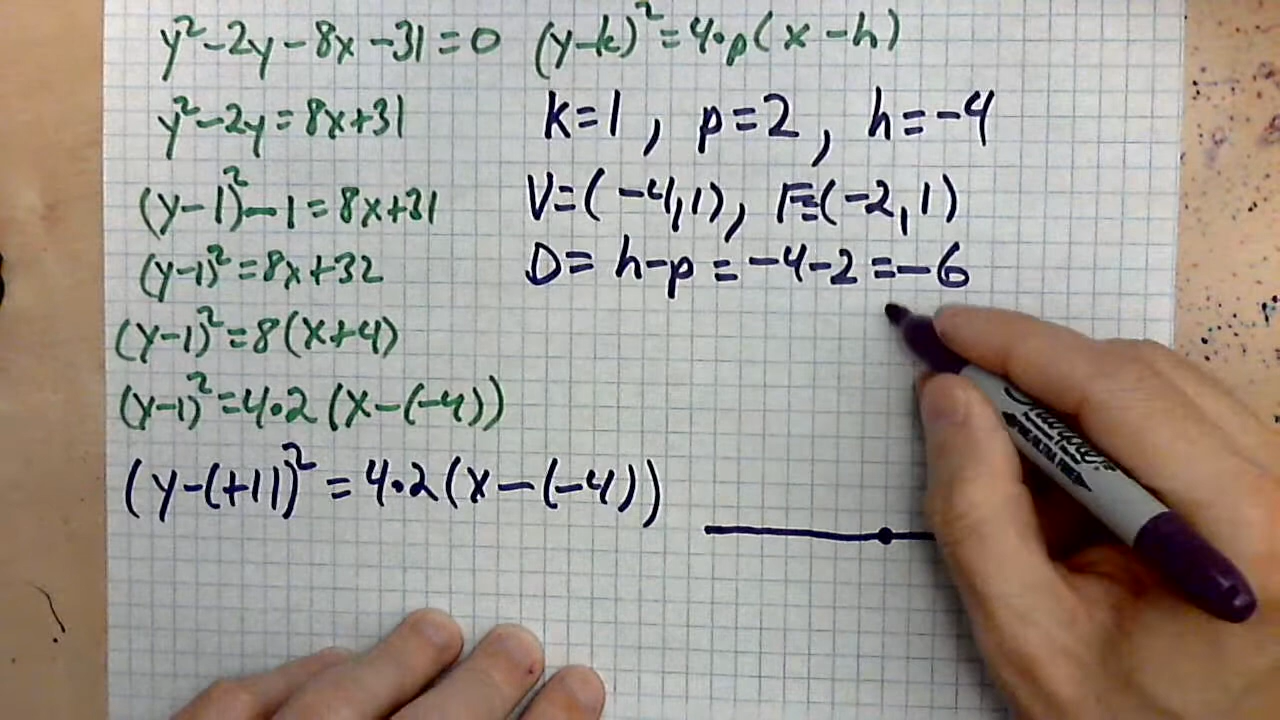 y²-2y-8x-31=0
y²-2y=8x+31
(y-1)²-1=8x+31
(y-1)²=8x+32
(y-1)²=8(x+4)
(y-1)²=4·2(x-(-4))
(y-(+1))²=4·2(x-(-4))
(y-k)²=4·p(x-h)
k=1, p=2, h=-4
V=(-4,1), F=(-2,1)
D= h-p=-4-2=-6
Sharpie